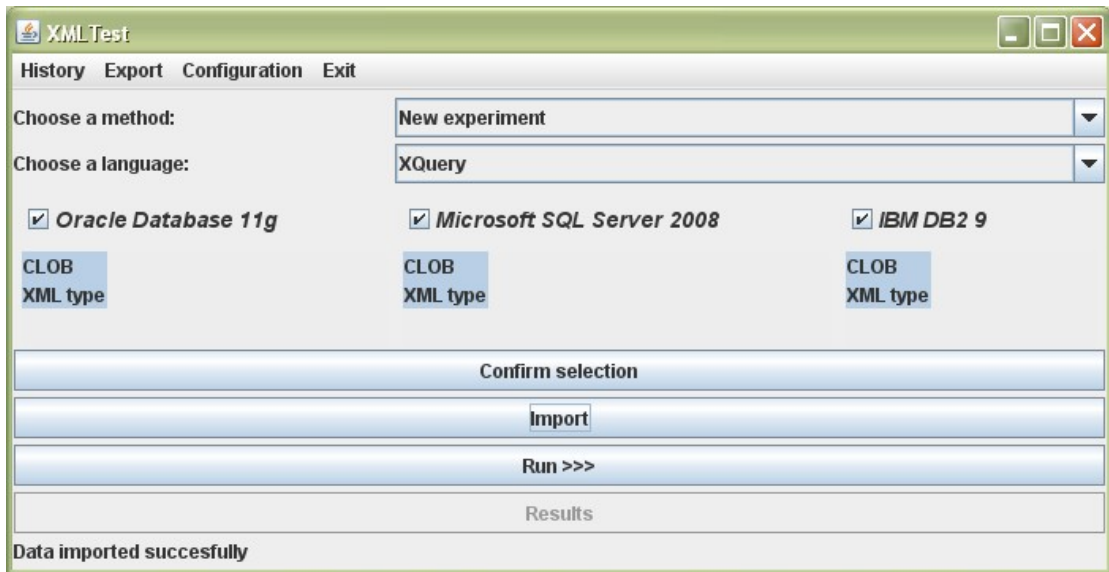 XMLTest
History Export Configuration Exit
Choose a method: New experiment
Choose a language: XQuery
Oracle Database 11g Microsoft SQL Server 2008 IBM DB2 9
CLOB CLOB CLOB
XML type XML type XML type
Confirm selection
Import
Run >>>
Results
Data imported succesfully